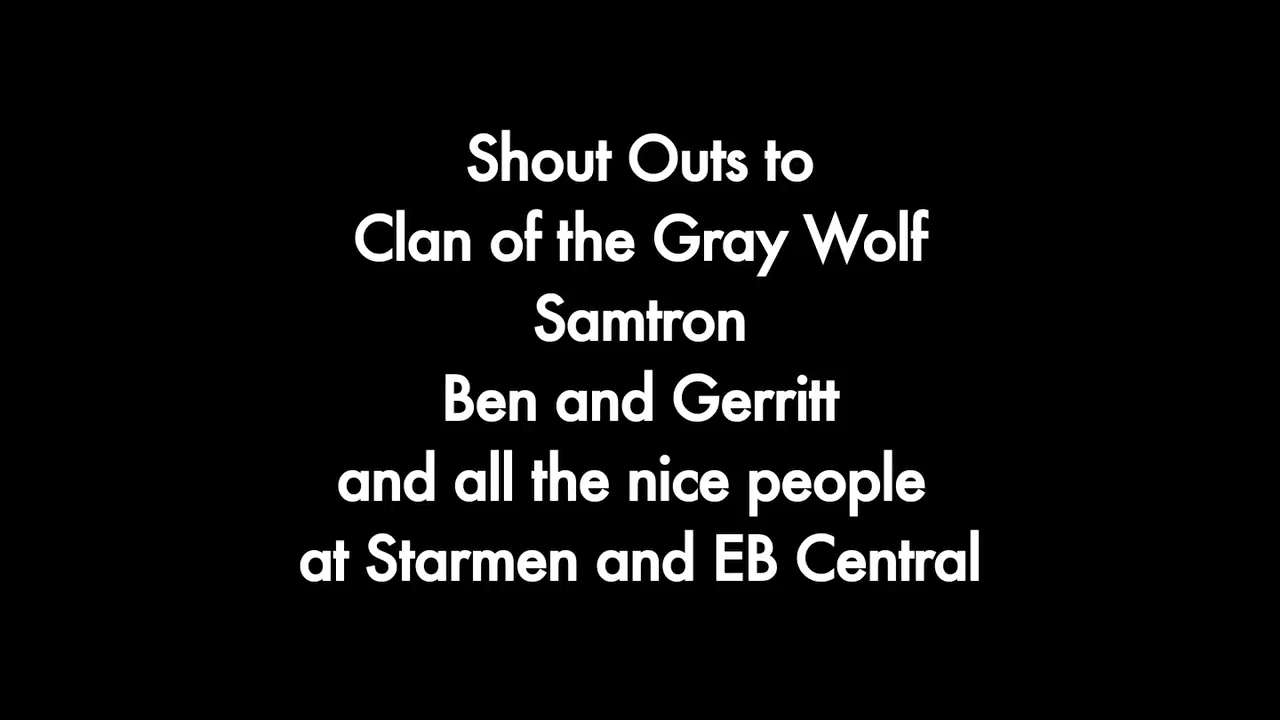 Shout Outs to
Clan of the Gray Wolf
Samtron
Ben and Gerritt
and all the nice people
at Starmen and EB Central